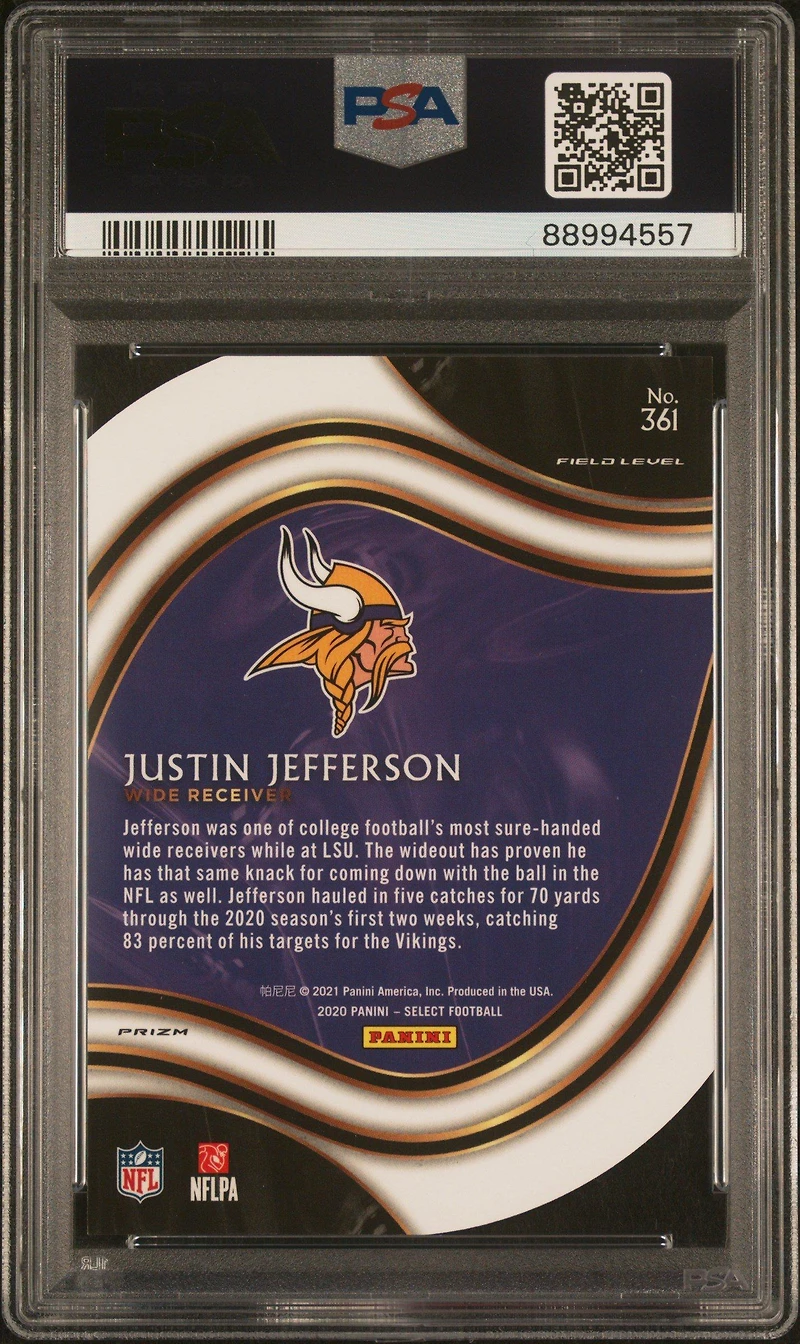 PSA
88994557
No.
361
FIELD LEVEL
JUSTIN JEFFERSON
WIDE RECEIVER
Jefferson was one of college football's most sure-handed
wide receivers while at LSU. The wideout has proven he
has that same knack for coming down with the ball in the
NFL as well. Jefferson hauled in five catches for 70 yards
through the 2020 season's first two weeks, catching
83 percent of his targets for the Vikings.
帕尼尼 © 2021 Panini America, Inc. Produced in the USA.
2020 PANINI – SELECT FOOTBALL
PANINI
PRIZM
NFL
NFLPA
PSA